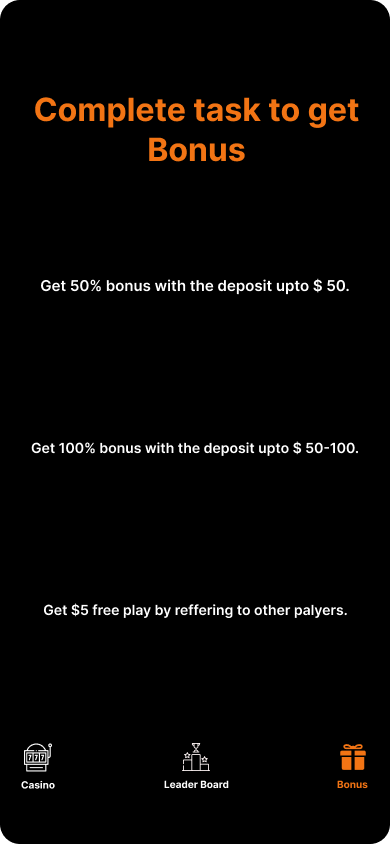 Complete task to get
Bonus
Get 50% bonus with the deposit upto $ 50.
Get 100% bonus with the deposit upto $ 50-100.
Get $5 free play by reffering to other palyers.
777
Casino
Leader Board
Bonus